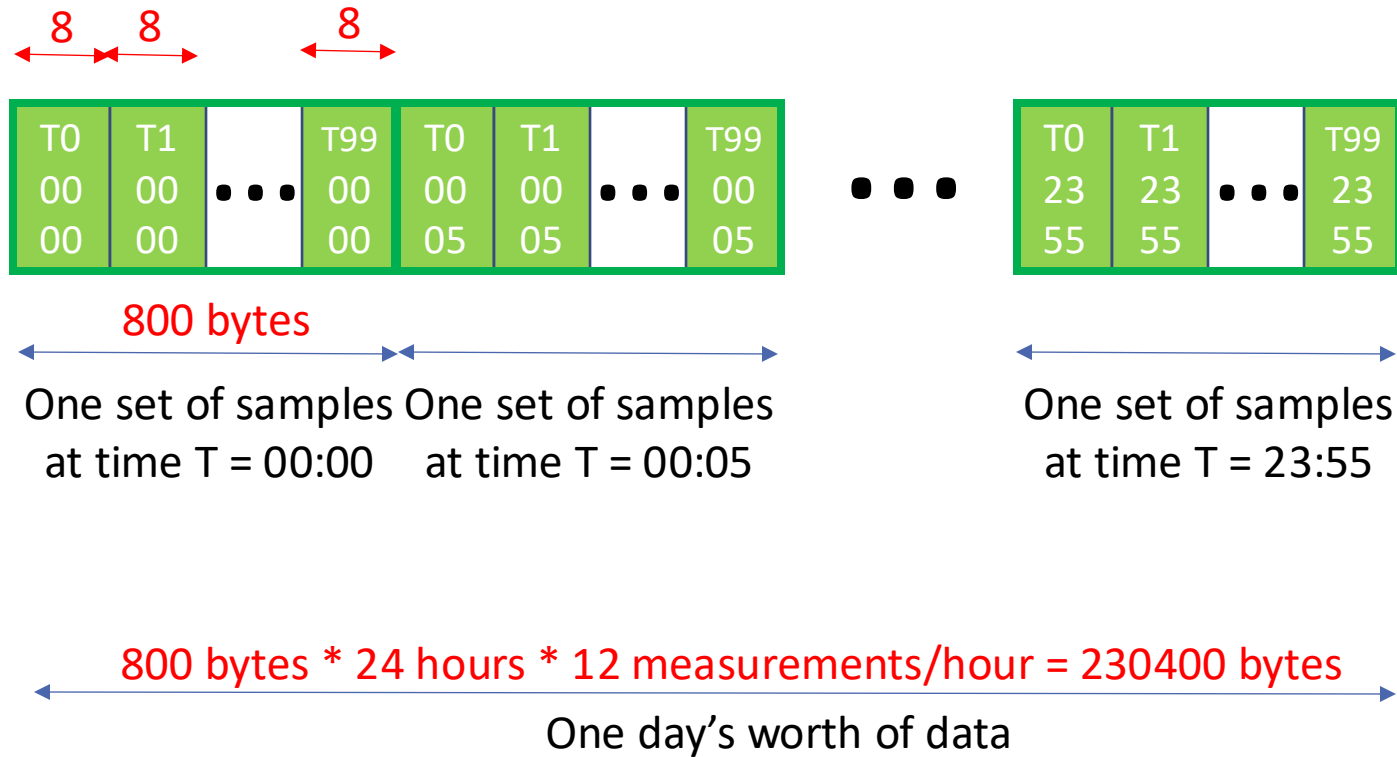 8 8 8
T0 T1 ... T99 T0 T1 ... T99 ... T0 T1 ... T99
00 00 00 00 00 00 23 23 23
00 00 00 05 05 05 55 55 55
800 bytes
One set of samples One set of samples One set of samples
at time T = 00:00 at time T = 00:05 at time T = 23:55
800 bytes * 24 hours * 12 measurements/hour = 230400 bytes
One day’s worth of data